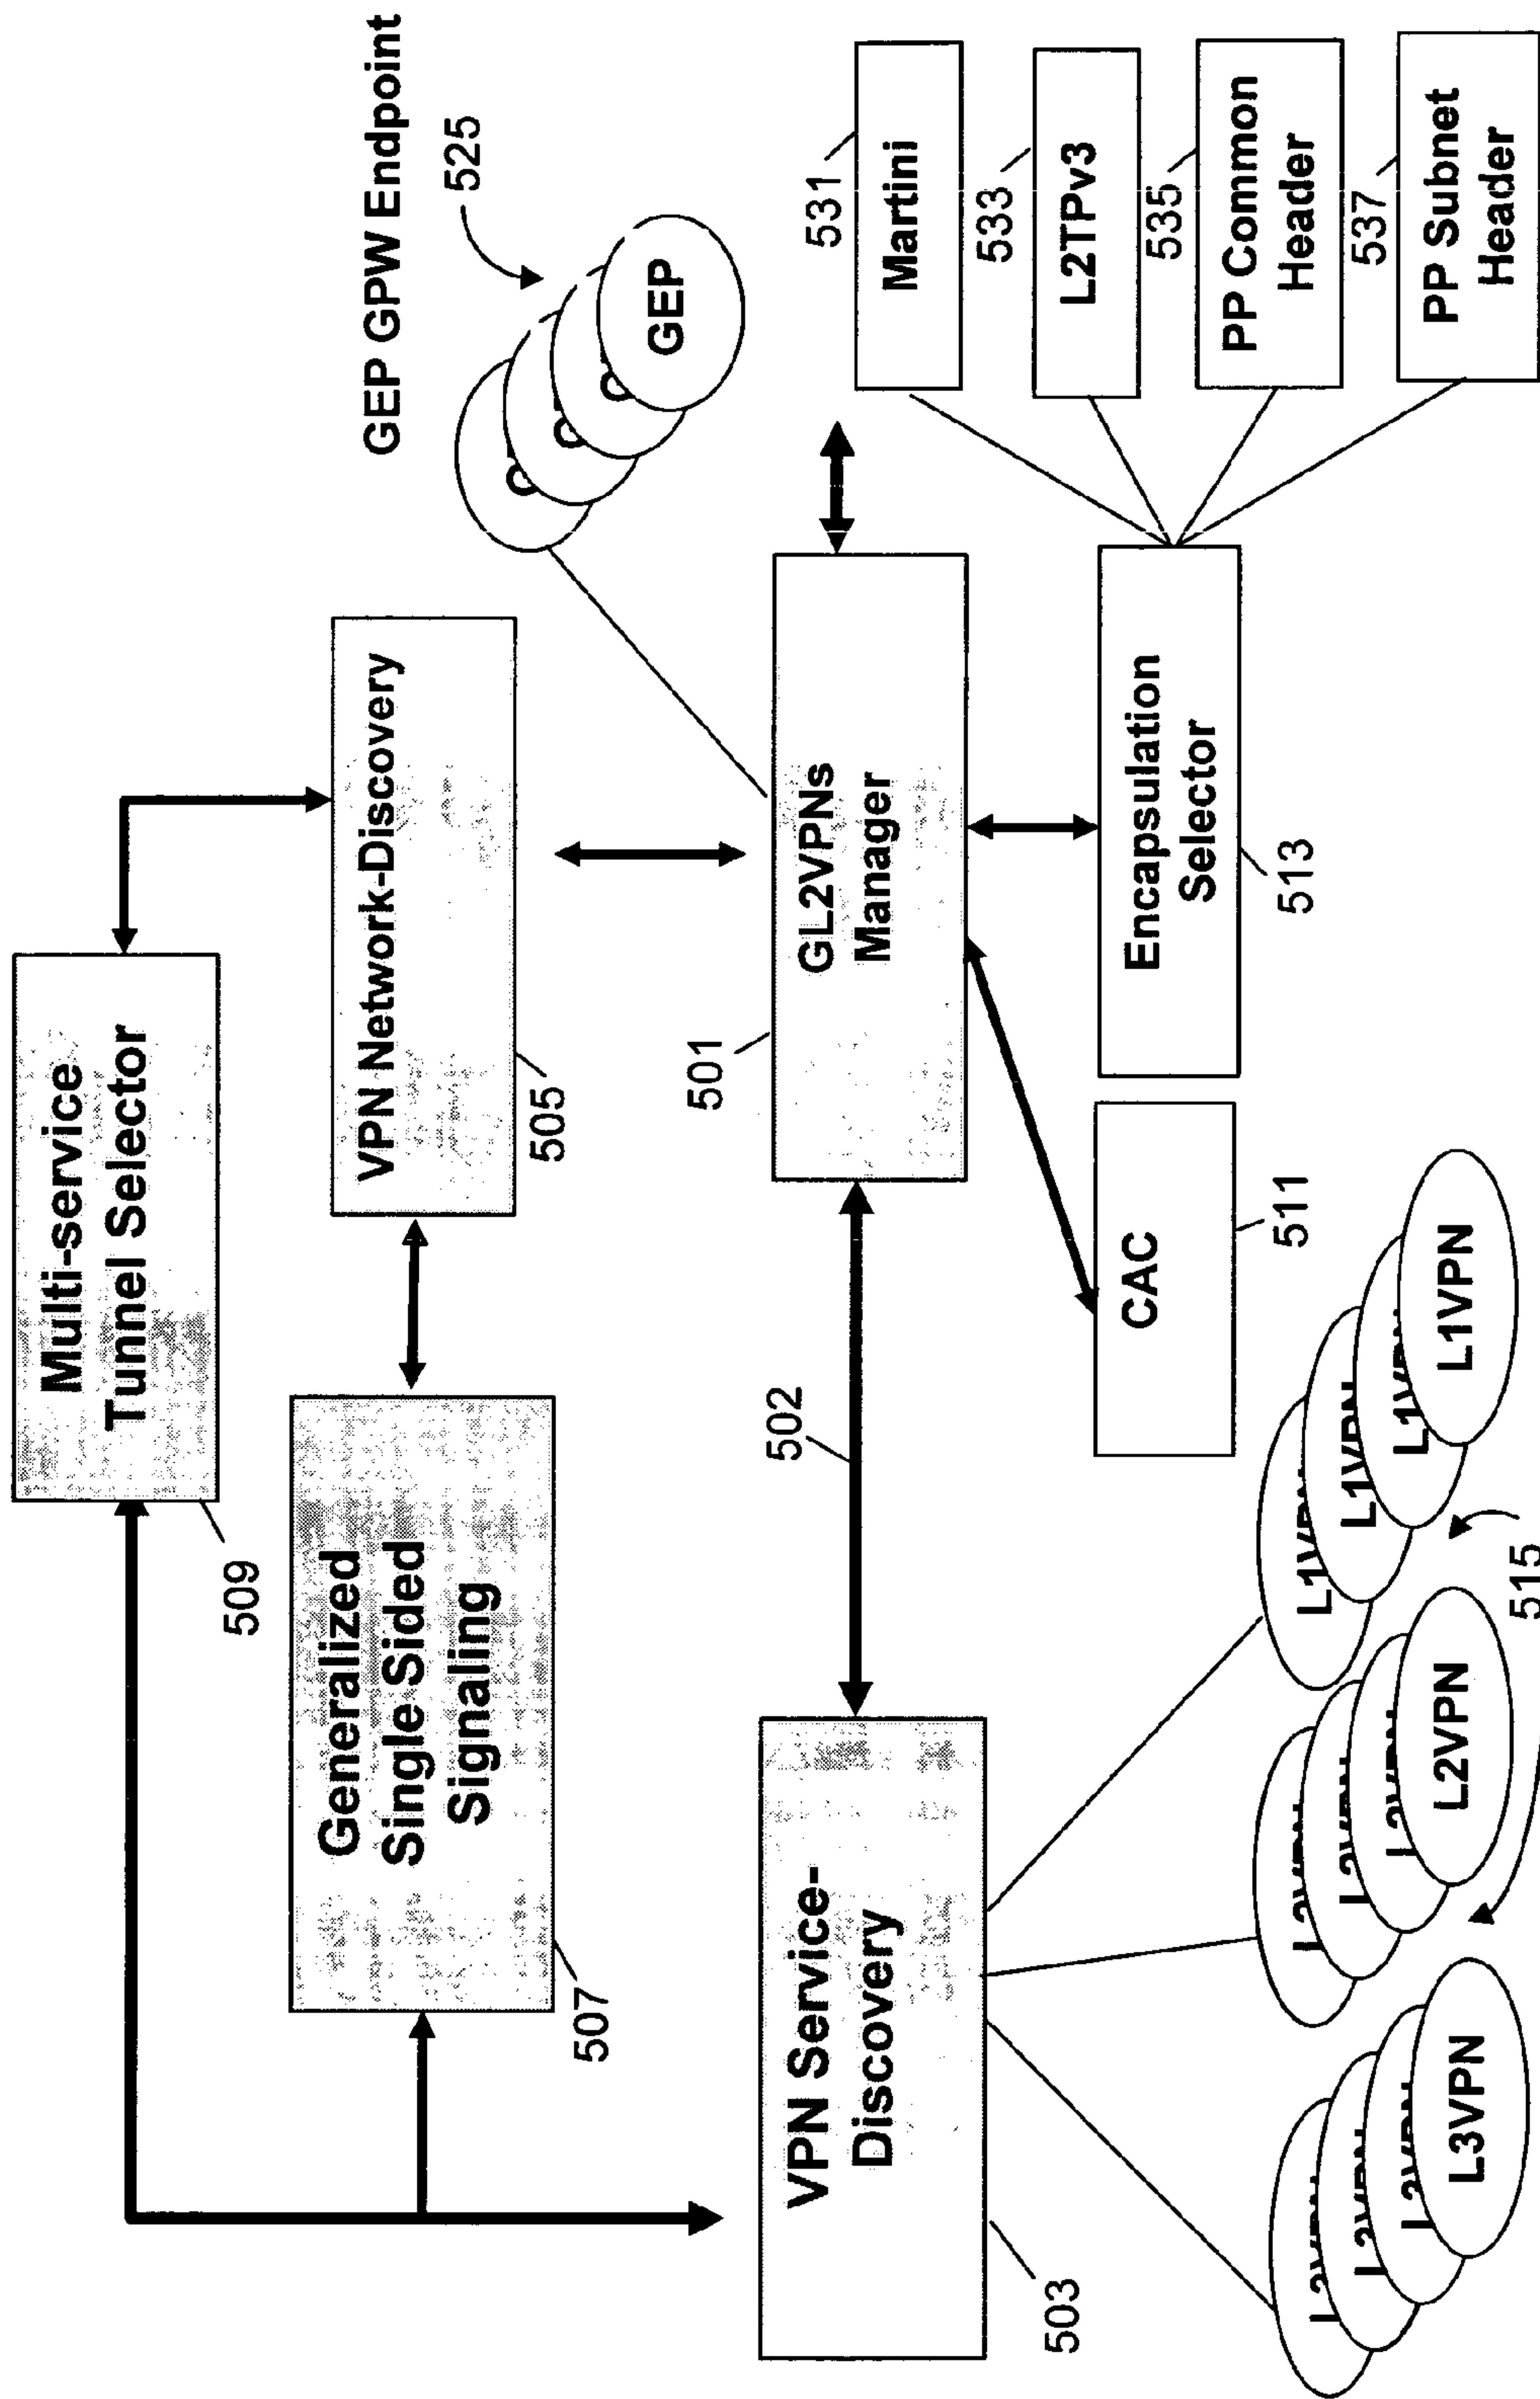 Multi-service
Tunnel Selector
509
GEP GPW Endpoint
525
GEP
Generalized
Single Sided
Signaling
507
VPN Network-Discovery
505
VPN Service-
Discovery
503
502
GL2VPNs
Manager
501
CAC
511
Encapsulation
Selector
513
Martini
531
L2TPv3
533
PP Common
Header
535
PP Subnet
Header
537
L3VPN
L2VPN
L1VPN
L1VPN
515